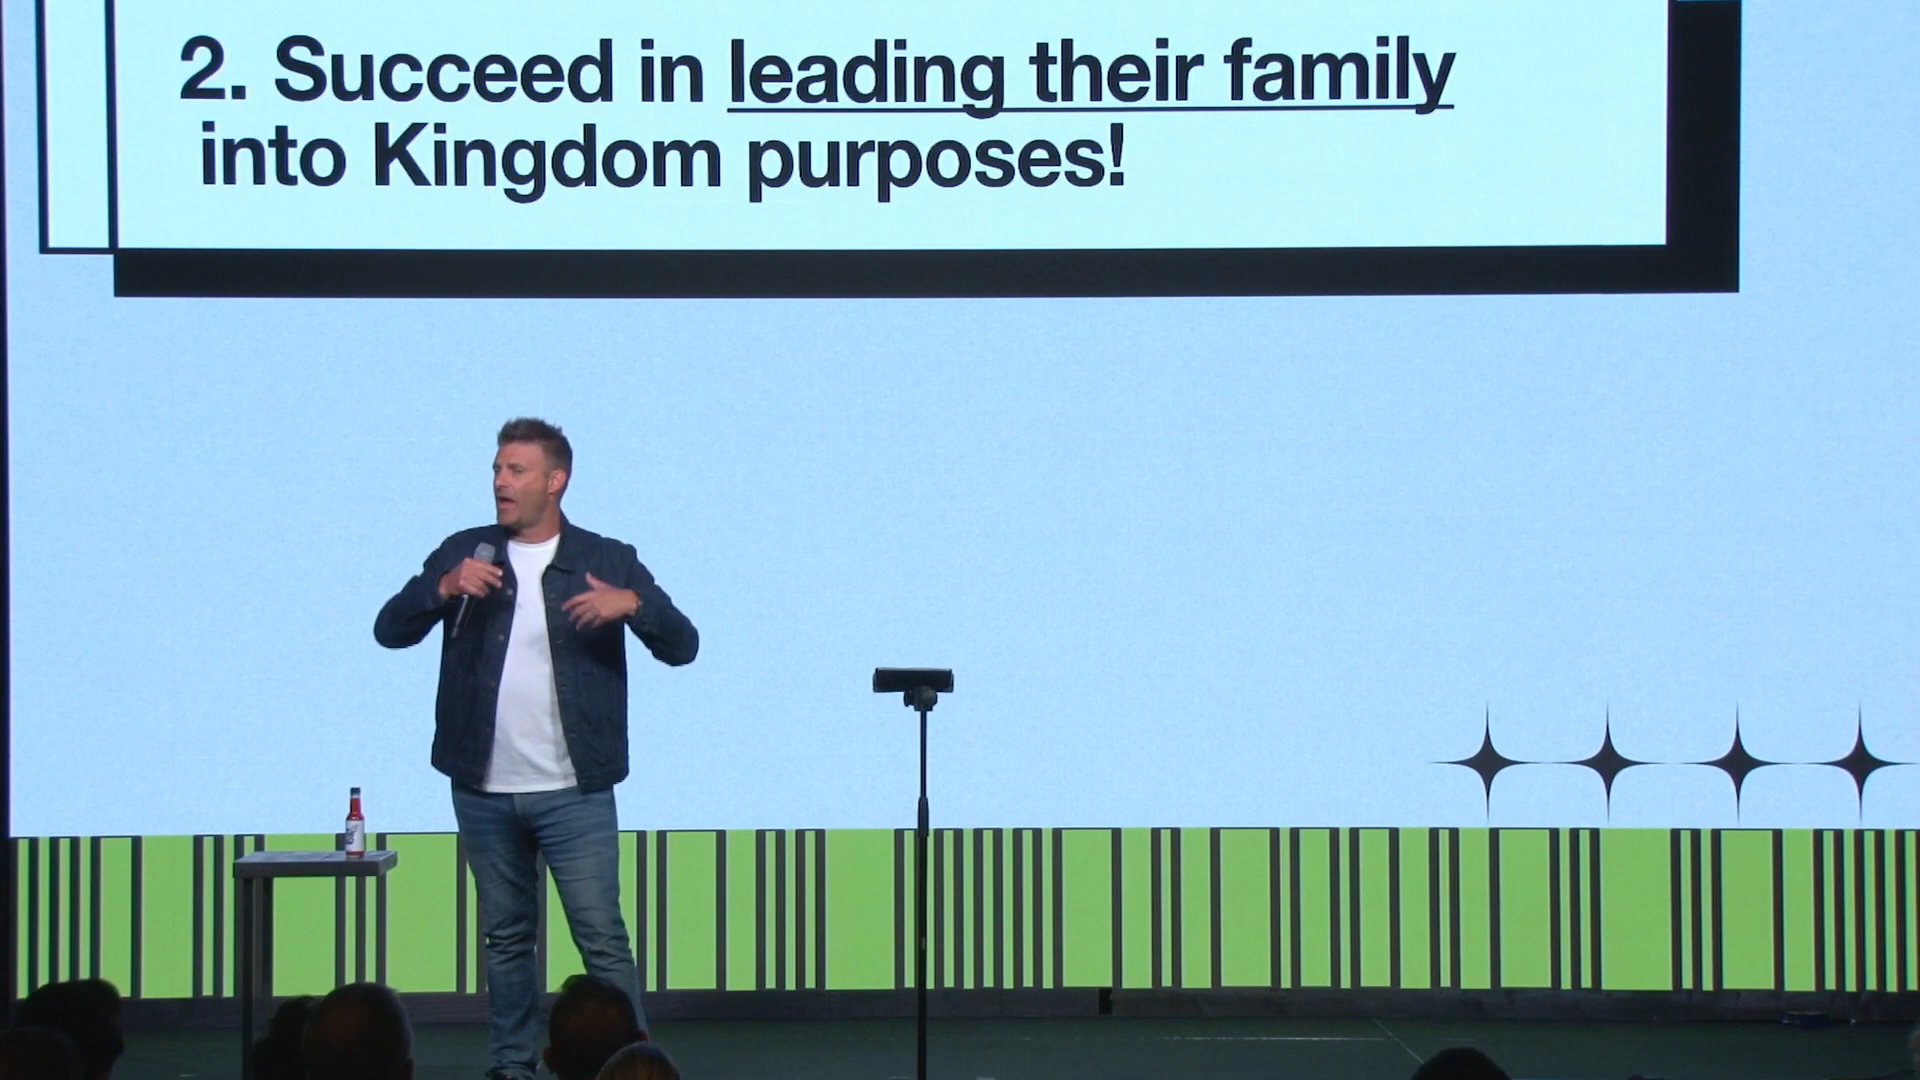 2. Succeed in leading their family
into Kingdom purposes!